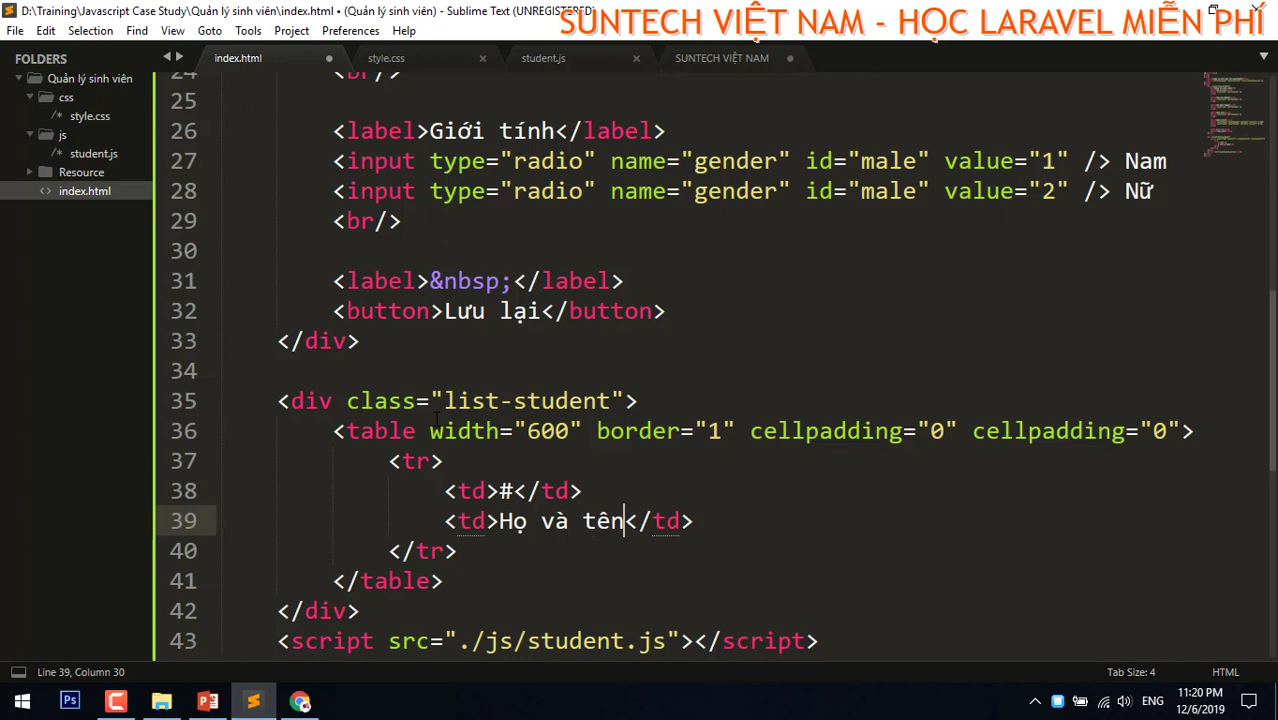 D:\Training\Javascript Case Study\Quản lý sinh viên\index.html • (Quản lý sinh viên) - Sublime Text (UNREGISTERED)
SUNTECH VIỆT NAM - HỌC LARAVEL MIỄN PHÍ
File Edit Selection Find View Goto Tools Project Preferences Help
FOLDERS
Quản lý sinh viên
css
style.css
js
student.js
Resource
index.html
index.html style.css student.js SUNTECH VIỆT NAM
24 <br/>
25
26 <label>Giới tính</label>
27 <input type="radio" name="gender" id="male" value="1" /> Nam
28 <input type="radio" name="gender" id="male" value="2" /> Nữ
29 <br/>
30
31 <label>&nbsp;</label>
32 <button>Lưu lại</button>
33 </div>
34
35 <div class="list-student">
36 <table width="600" border="1" cellpadding="0" cellpadding="0">
37 <tr>
38 <td>#</td>
39 <td>Họ và tên</td>
40 </tr>
41 </table>
42 </div>
43 <script src="./js/student.js"></script>
Line 39, Column 30
Tab Size: 4 HTML
Ps
ENG
11:20 PM
12/6/2019